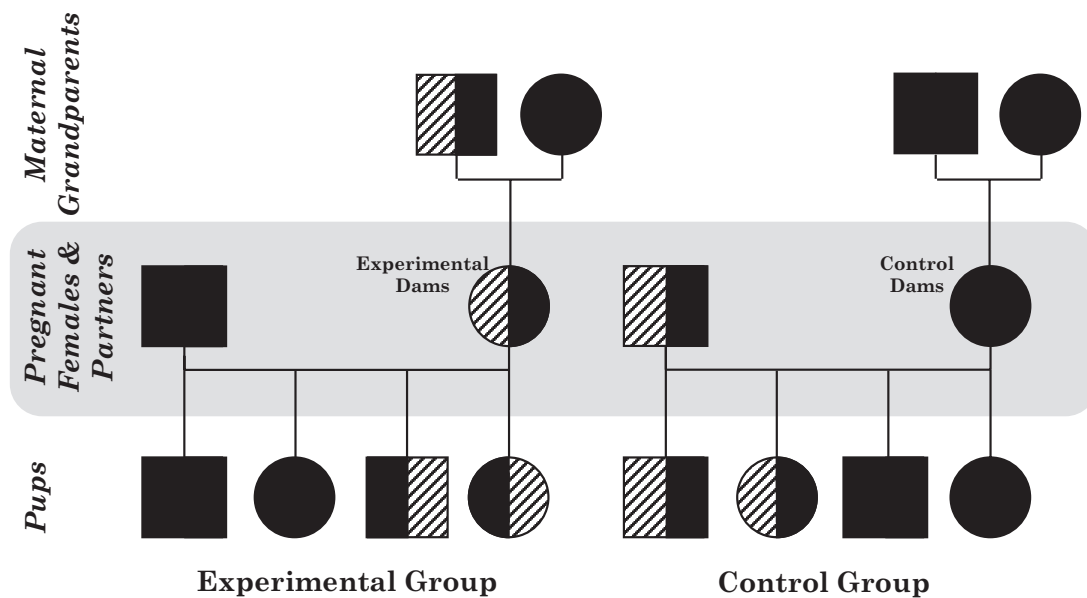 Maternal
Grandparents
Pregnant
Females &
Partners
Experimental
Dams
Control
Dams
Pups
Experimental Group
Control Group